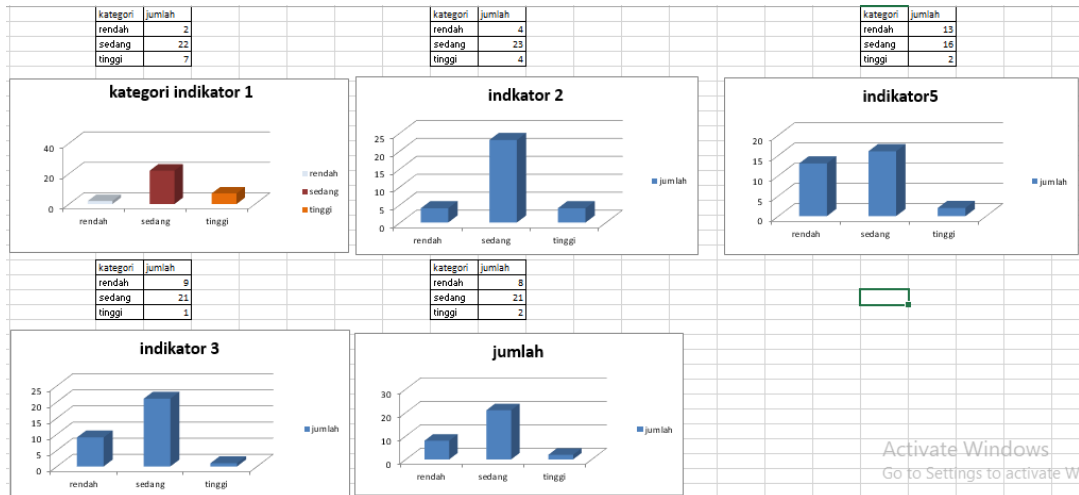 kategori jumlah
rendah 2
sedang 22
tinggi 7
kategori jumlah
rendah 4
sedang 23
tinggi 4
kategori jumlah
rendah 13
sedang 16
tinggi 2
kategori indikator 1
40
20
0
rendah sedang tinggi
rendah
sedang
tinggi
indkator 2
25
20
15
10
5
0
rendah sedang tinggi
jumlah
indikator5
20
15
10
5
0
rendah sedang tinggi
jumlah
kategori jumlah
rendah 9
sedang 21
tinggi 1
kategori jumlah
rendah 8
sedang 21
tinggi 2
indikator 3
25
20
15
10
5
0
rendah sedang tinggi
jumlah
jumlah
30
20
10
0
rendah sedang tinggi
jumlah
Activate Windows
Go to Settings to activate W